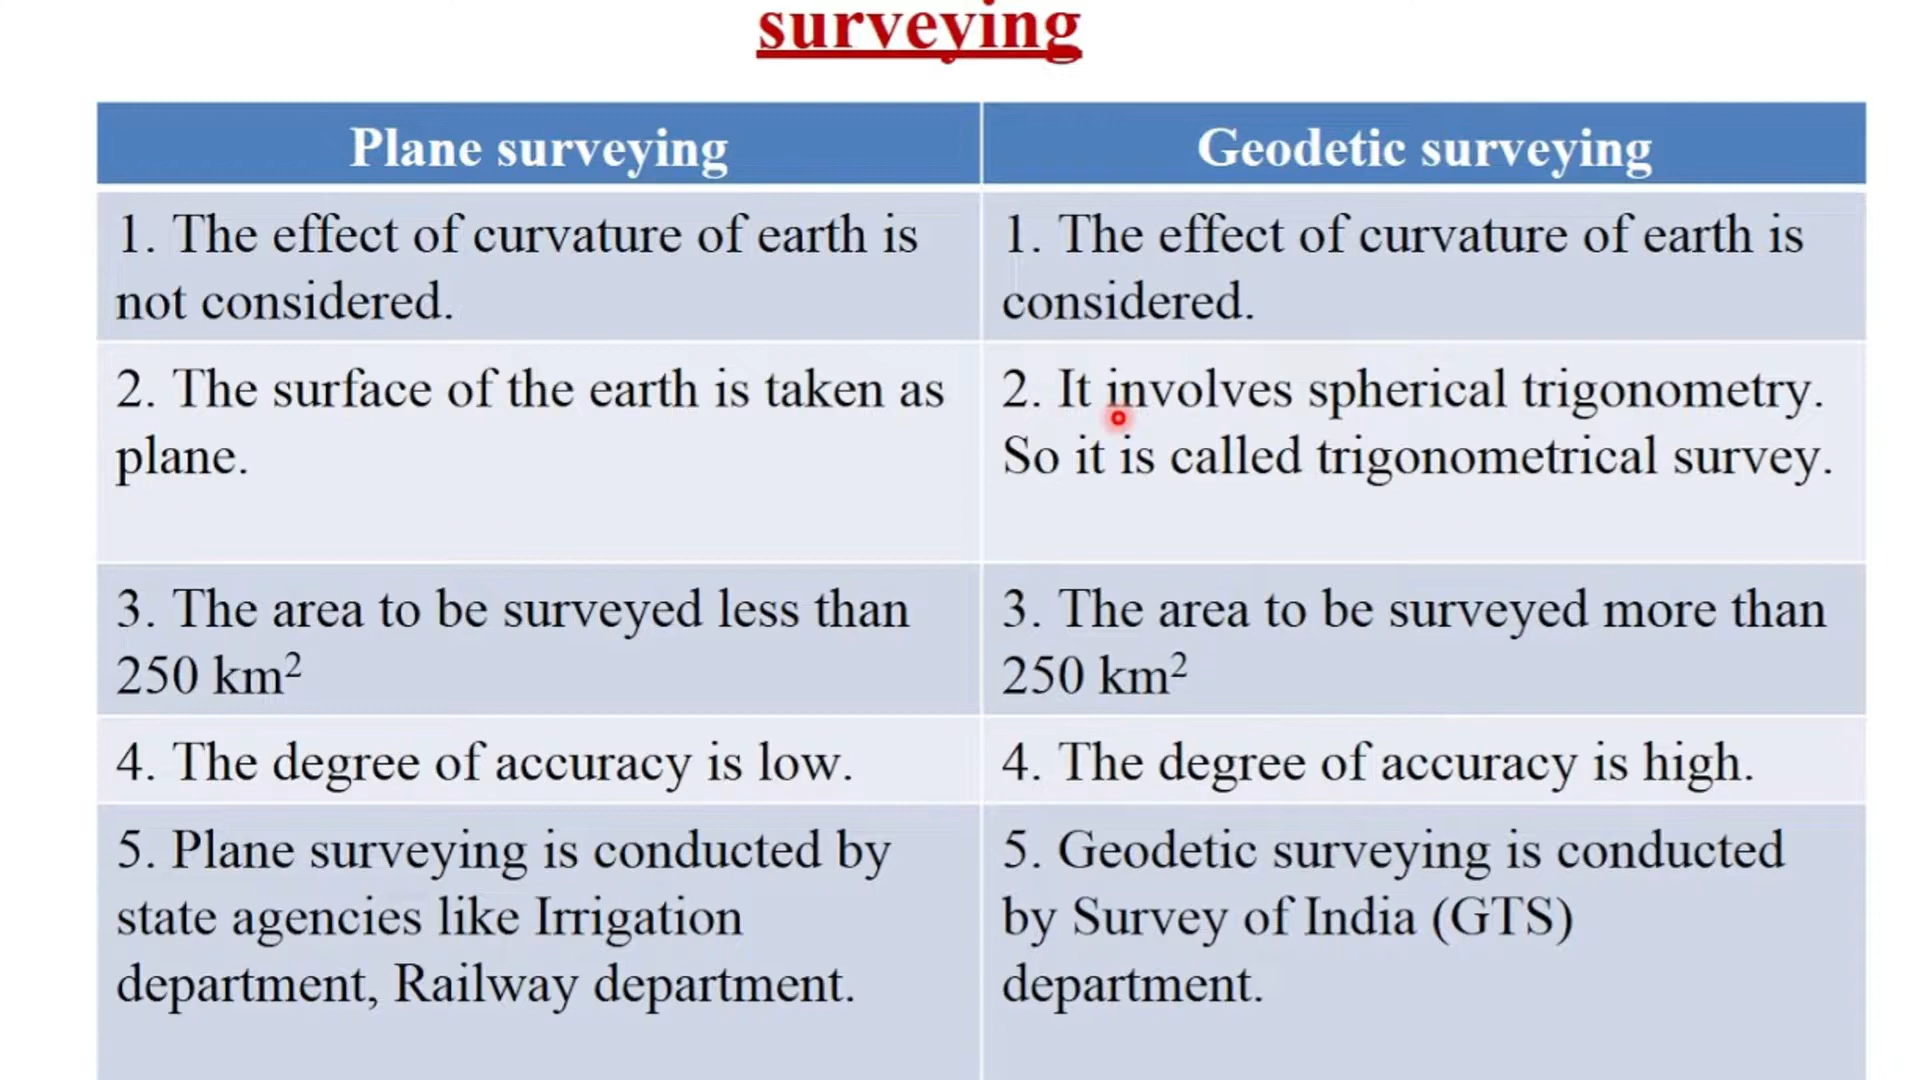 surveying
Plane surveying
Geodetic surveying
1. The effect of curvature of earth is
not considered.
1. The effect of curvature of earth is
considered.
2. The surface of the earth is taken as
plane.
2. It involves spherical trigonometry.
So it is called trigonometrical survey.
3. The area to be surveyed less than
250 km²
3. The area to be surveyed more than
250 km²
4. The degree of accuracy is low.
4. The degree of accuracy is high.
5. Plane surveying is conducted by
state agencies like Irrigation
department, Railway department.
5. Geodetic surveying is conducted
by Survey of India (GTS)
department.